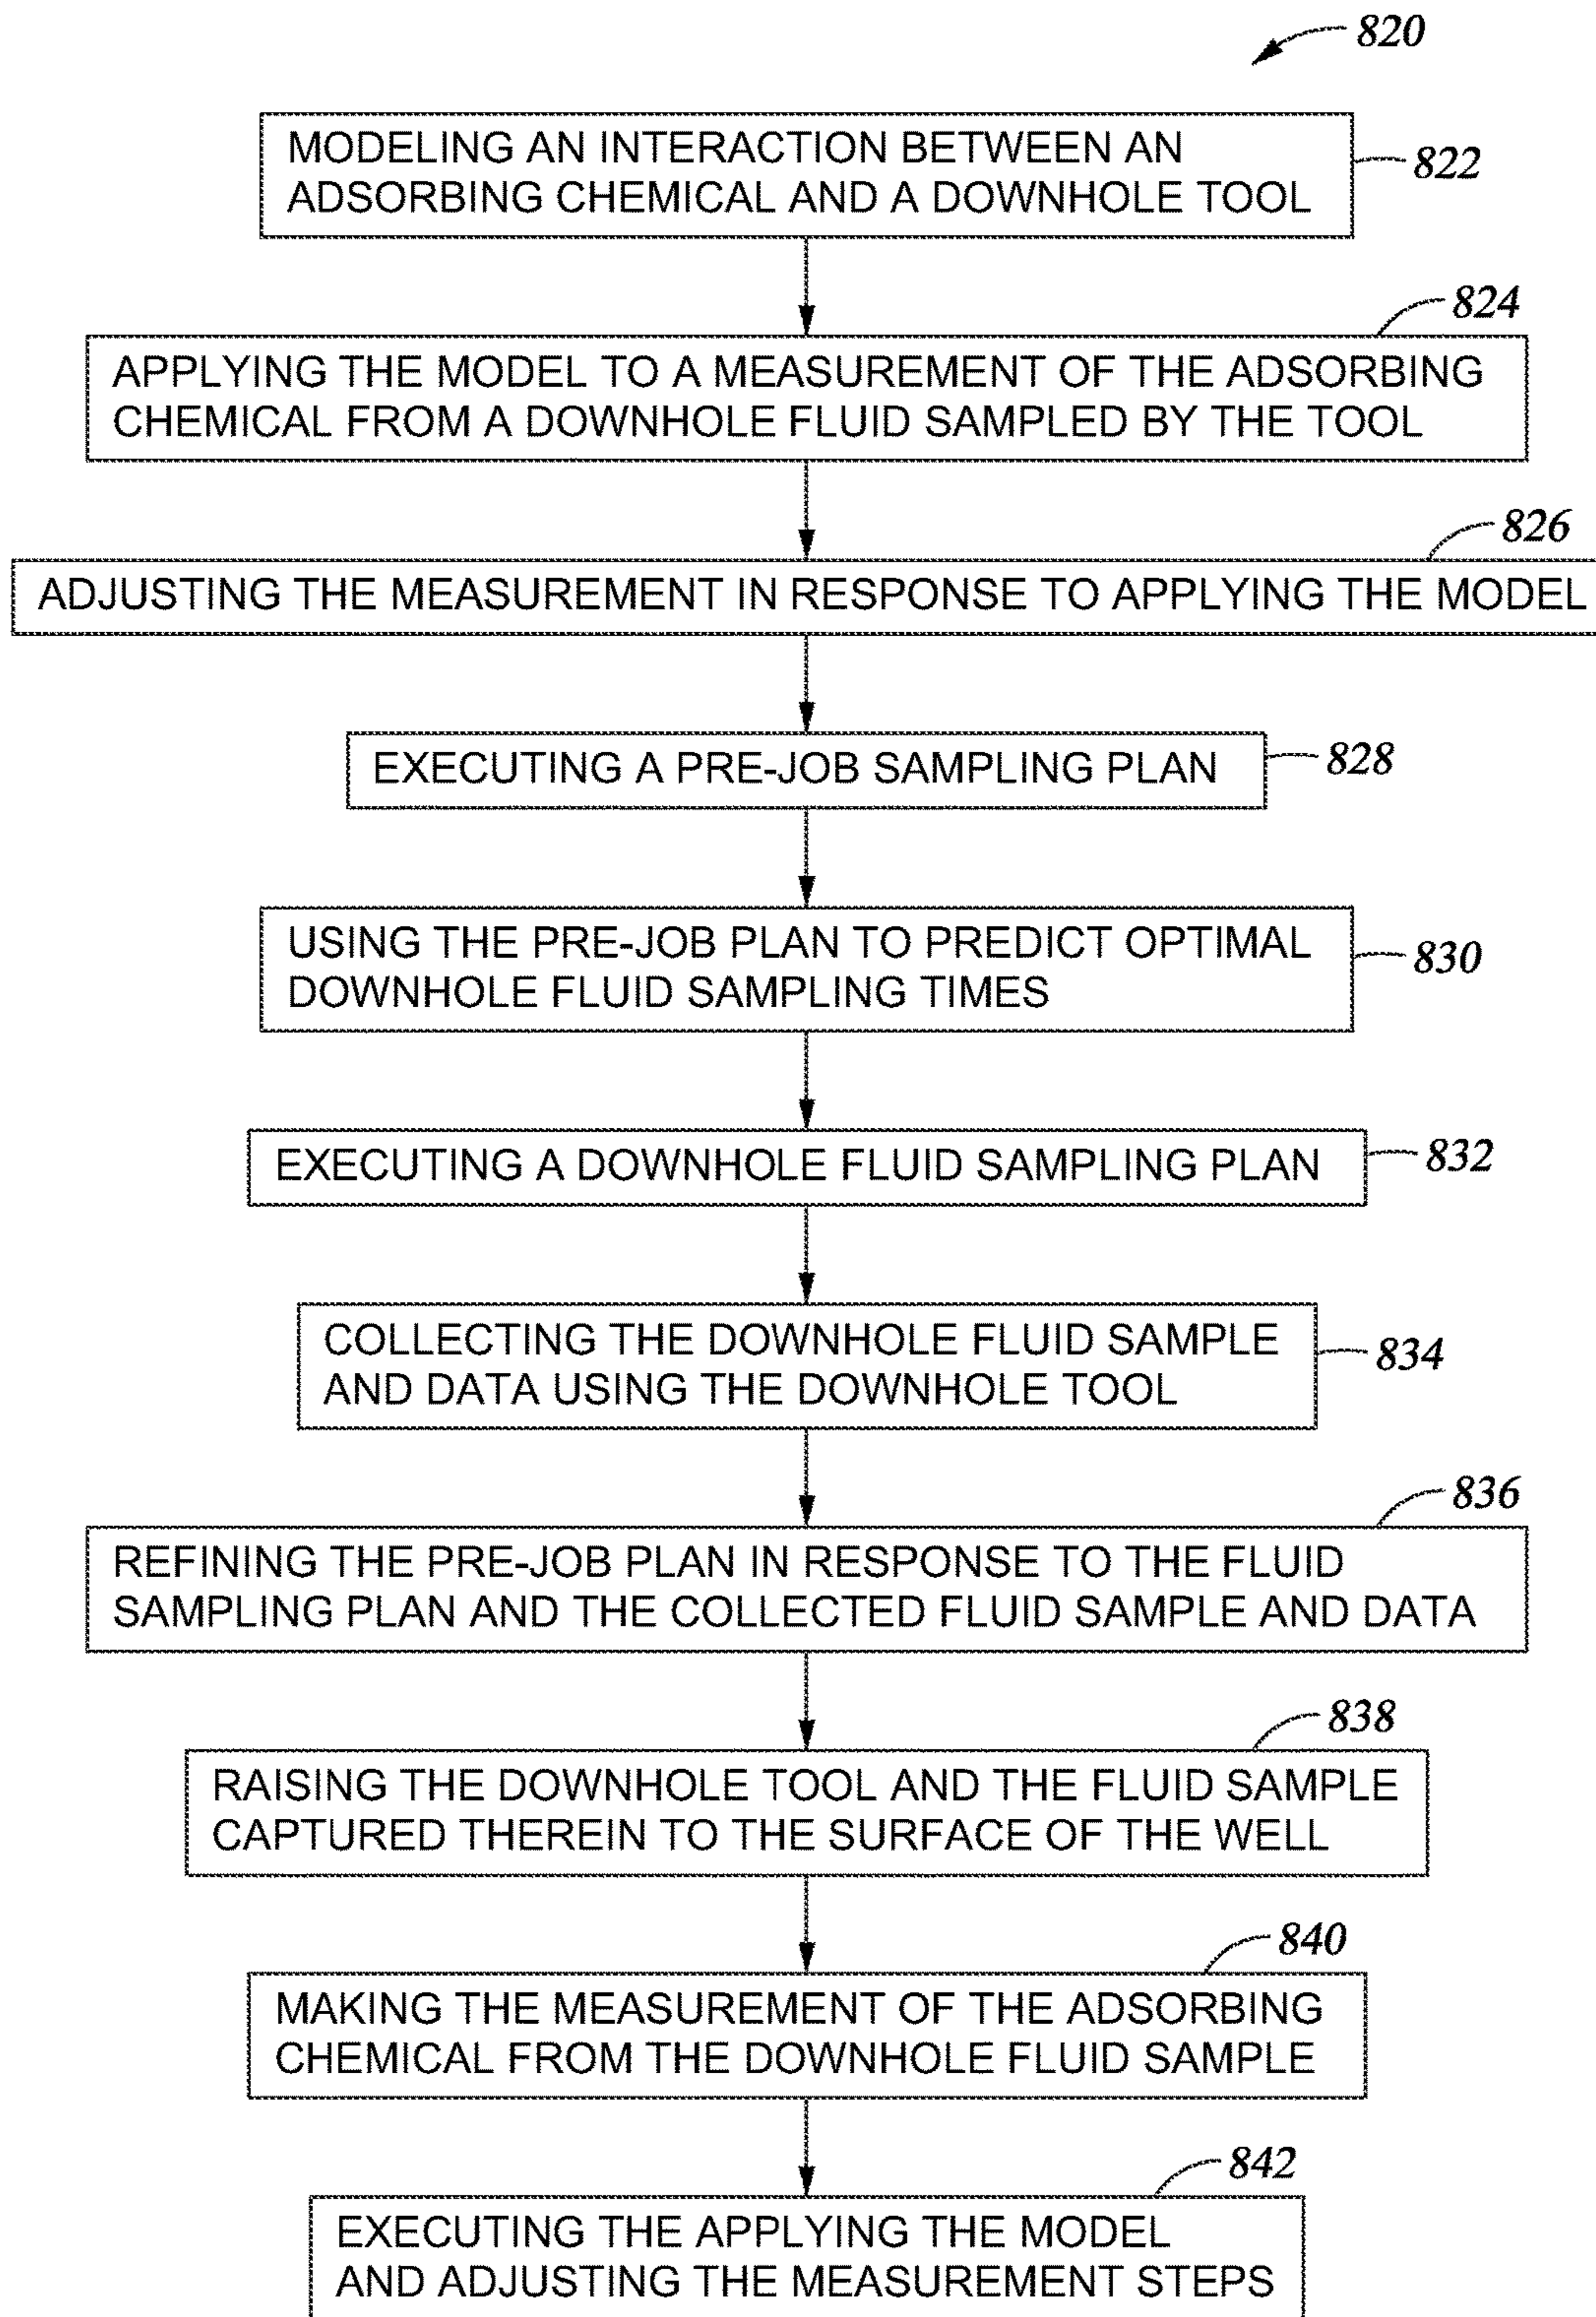 820
MODELING AN INTERACTION BETWEEN AN
ADSORBING CHEMICAL AND A DOWNHOLE TOOL
822
824
APPLYING THE MODEL TO A MEASUREMENT OF THE ADSORBING
CHEMICAL FROM A DOWNHOLE FLUID SAMPLED BY THE TOOL
826
ADJUSTING THE MEASUREMENT IN RESPONSE TO APPLYING THE MODEL
EXECUTING A PRE-JOB SAMPLING PLAN
828
USING THE PRE-JOB PLAN TO PREDICT OPTIMAL
DOWNHOLE FLUID SAMPLING TIMES
830
EXECUTING A DOWNHOLE FLUID SAMPLING PLAN
832
COLLECTING THE DOWNHOLE FLUID SAMPLE
AND DATA USING THE DOWNHOLE TOOL
834
836
REFINING THE PRE-JOB PLAN IN RESPONSE TO THE FLUID
SAMPLING PLAN AND THE COLLECTED FLUID SAMPLE AND DATA
838
RAISING THE DOWNHOLE TOOL AND THE FLUID SAMPLE
CAPTURED THEREIN TO THE SURFACE OF THE WELL
840
MAKING THE MEASUREMENT OF THE ADSORBING
CHEMICAL FROM THE DOWNHOLE FLUID SAMPLE
842
EXECUTING THE APPLYING THE MODEL
AND ADJUSTING THE MEASUREMENT STEPS